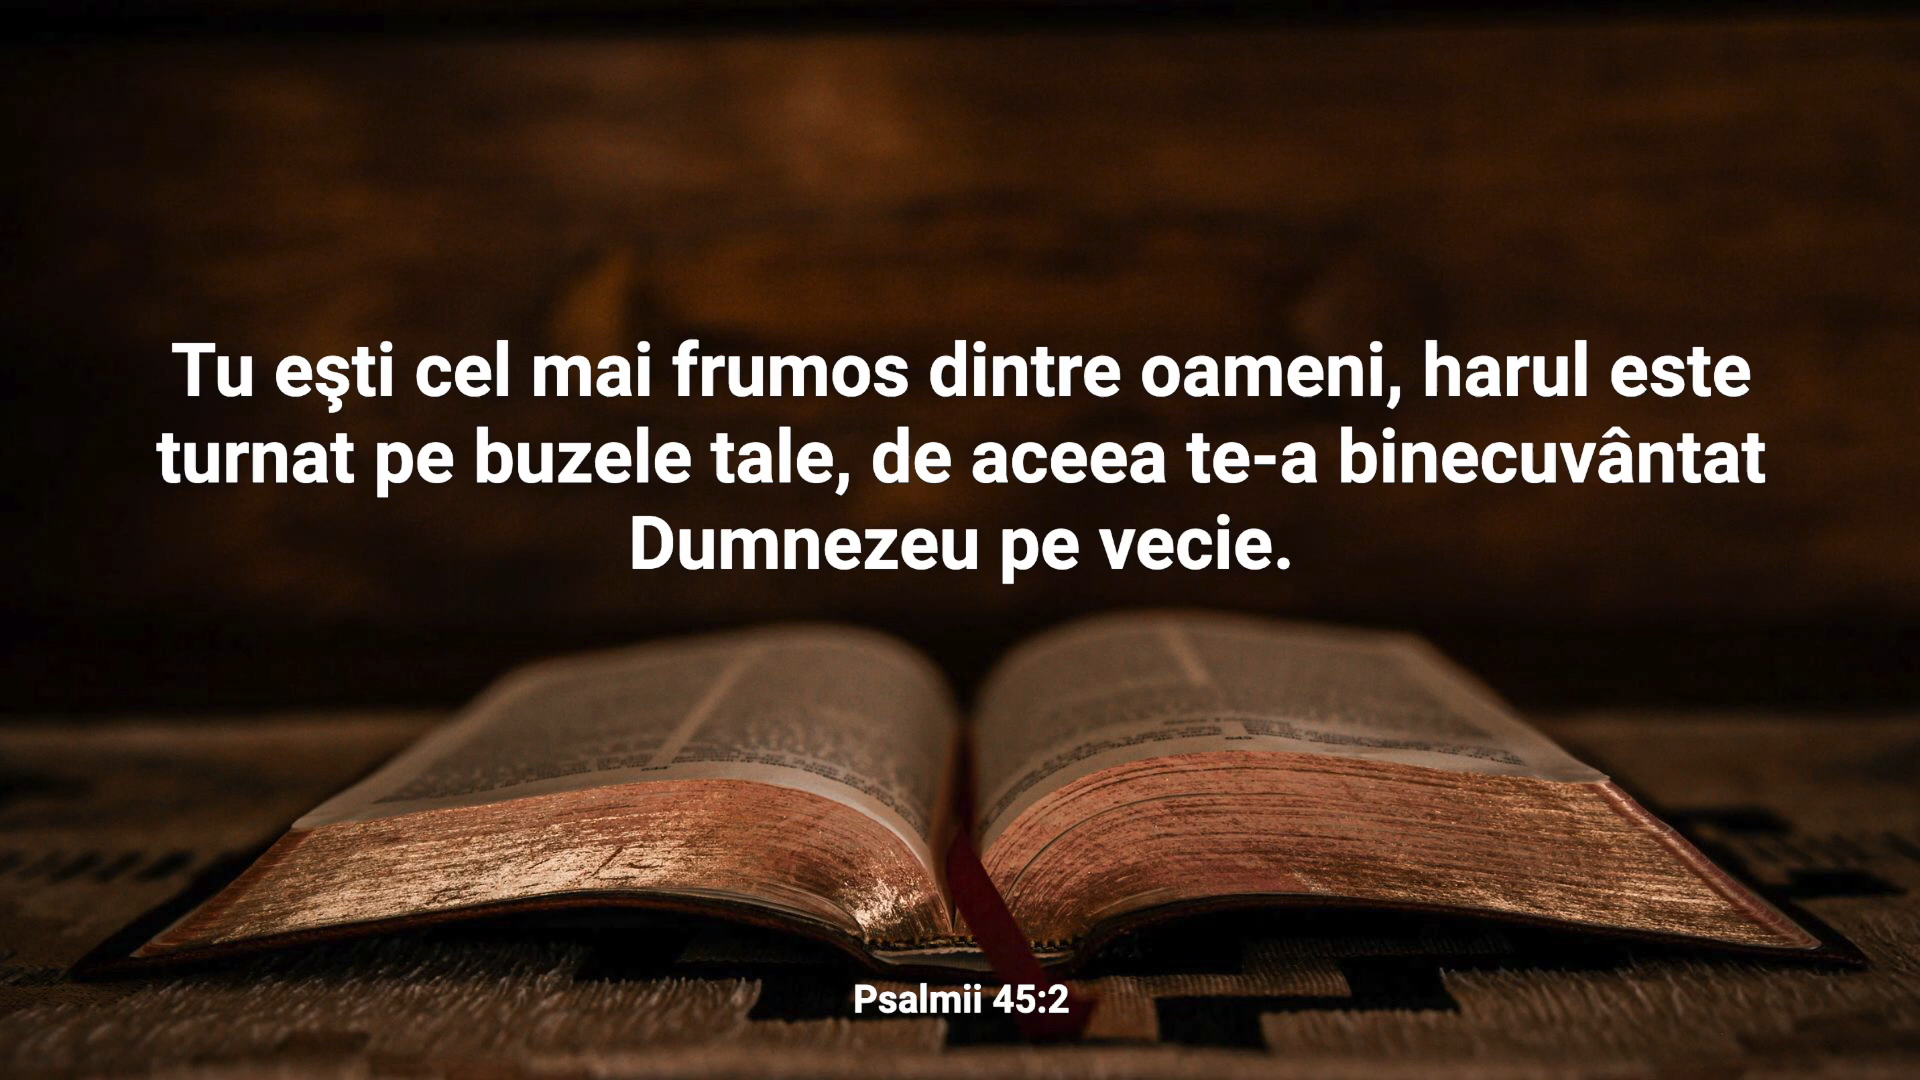 Tu eşti cel mai frumos dintre oameni, harul este
turnat pe buzele tale, de aceea te-a binecuvântat
Dumnezeu pe vecie.
Psalmii 45:2